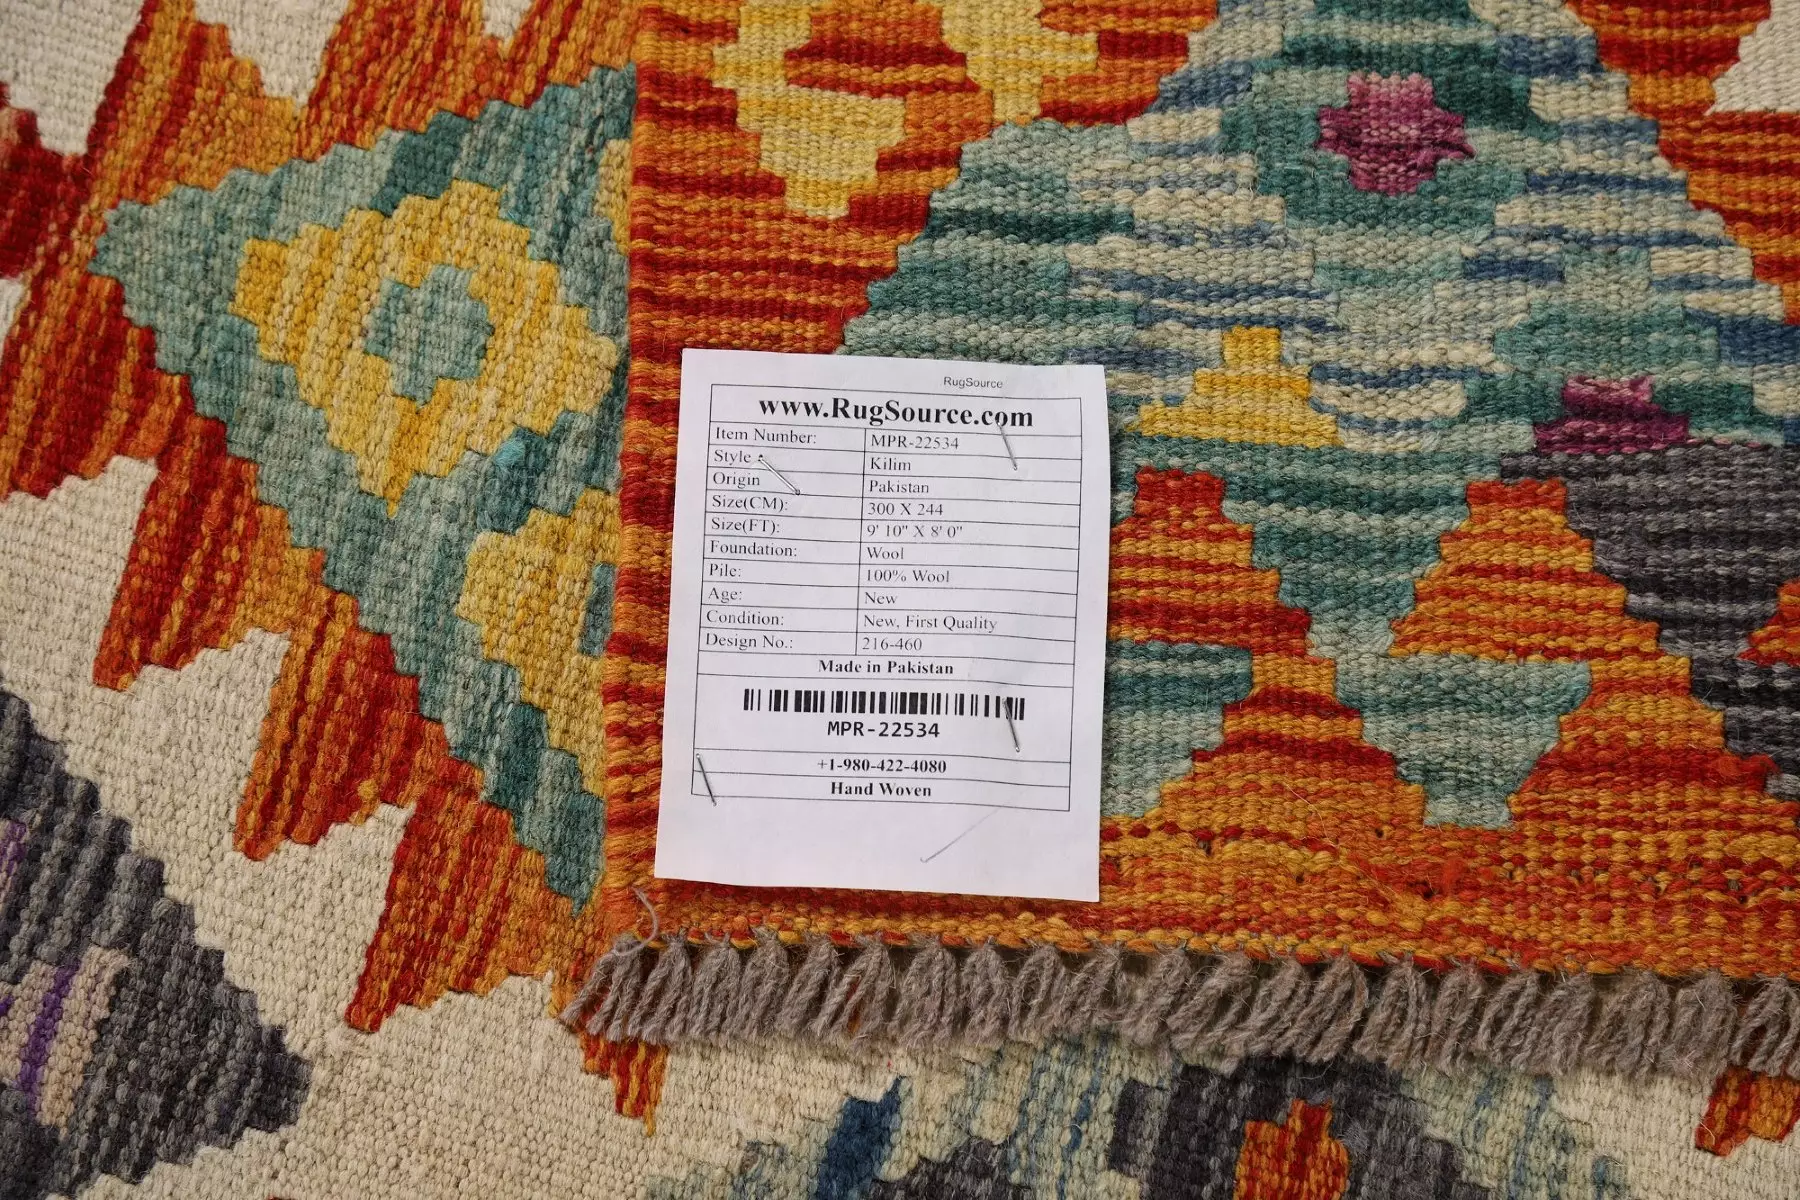 RugSource
www.RugSource.com
Item Number: MPR-22534
Style : Kilim
Origin Pakistan
Size(CM): 300 X 244
Size(FT): 9' 10" X 8' 0"
Foundation: Wool
Pile: 100% Wool
Age: New
Condition: New, First Quality
Design No.: 216-460
Made in Pakistan
MPR-22534
+1-980-422-4080
Hand Woven